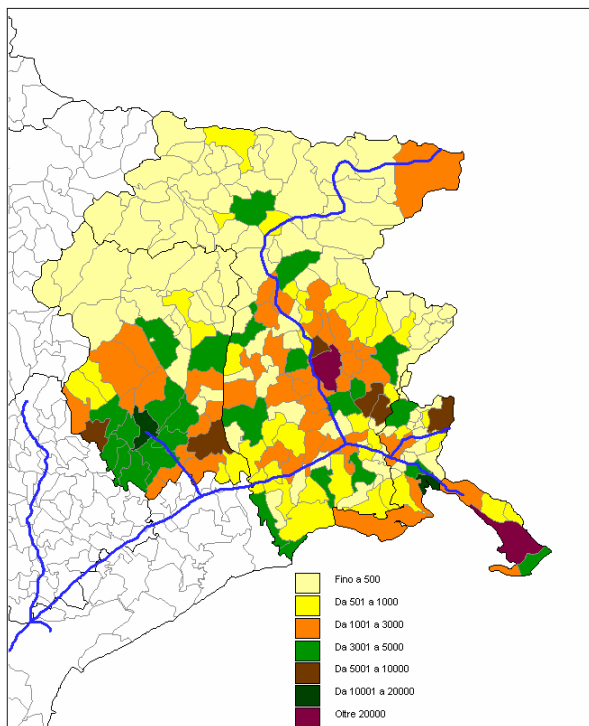 Fino a 500
Da 501 a 1000
Da 1001 a 3000
Da 3001 a 5000
Da 5001 a 10000
Da 10001 a 20000
Oltre 20000